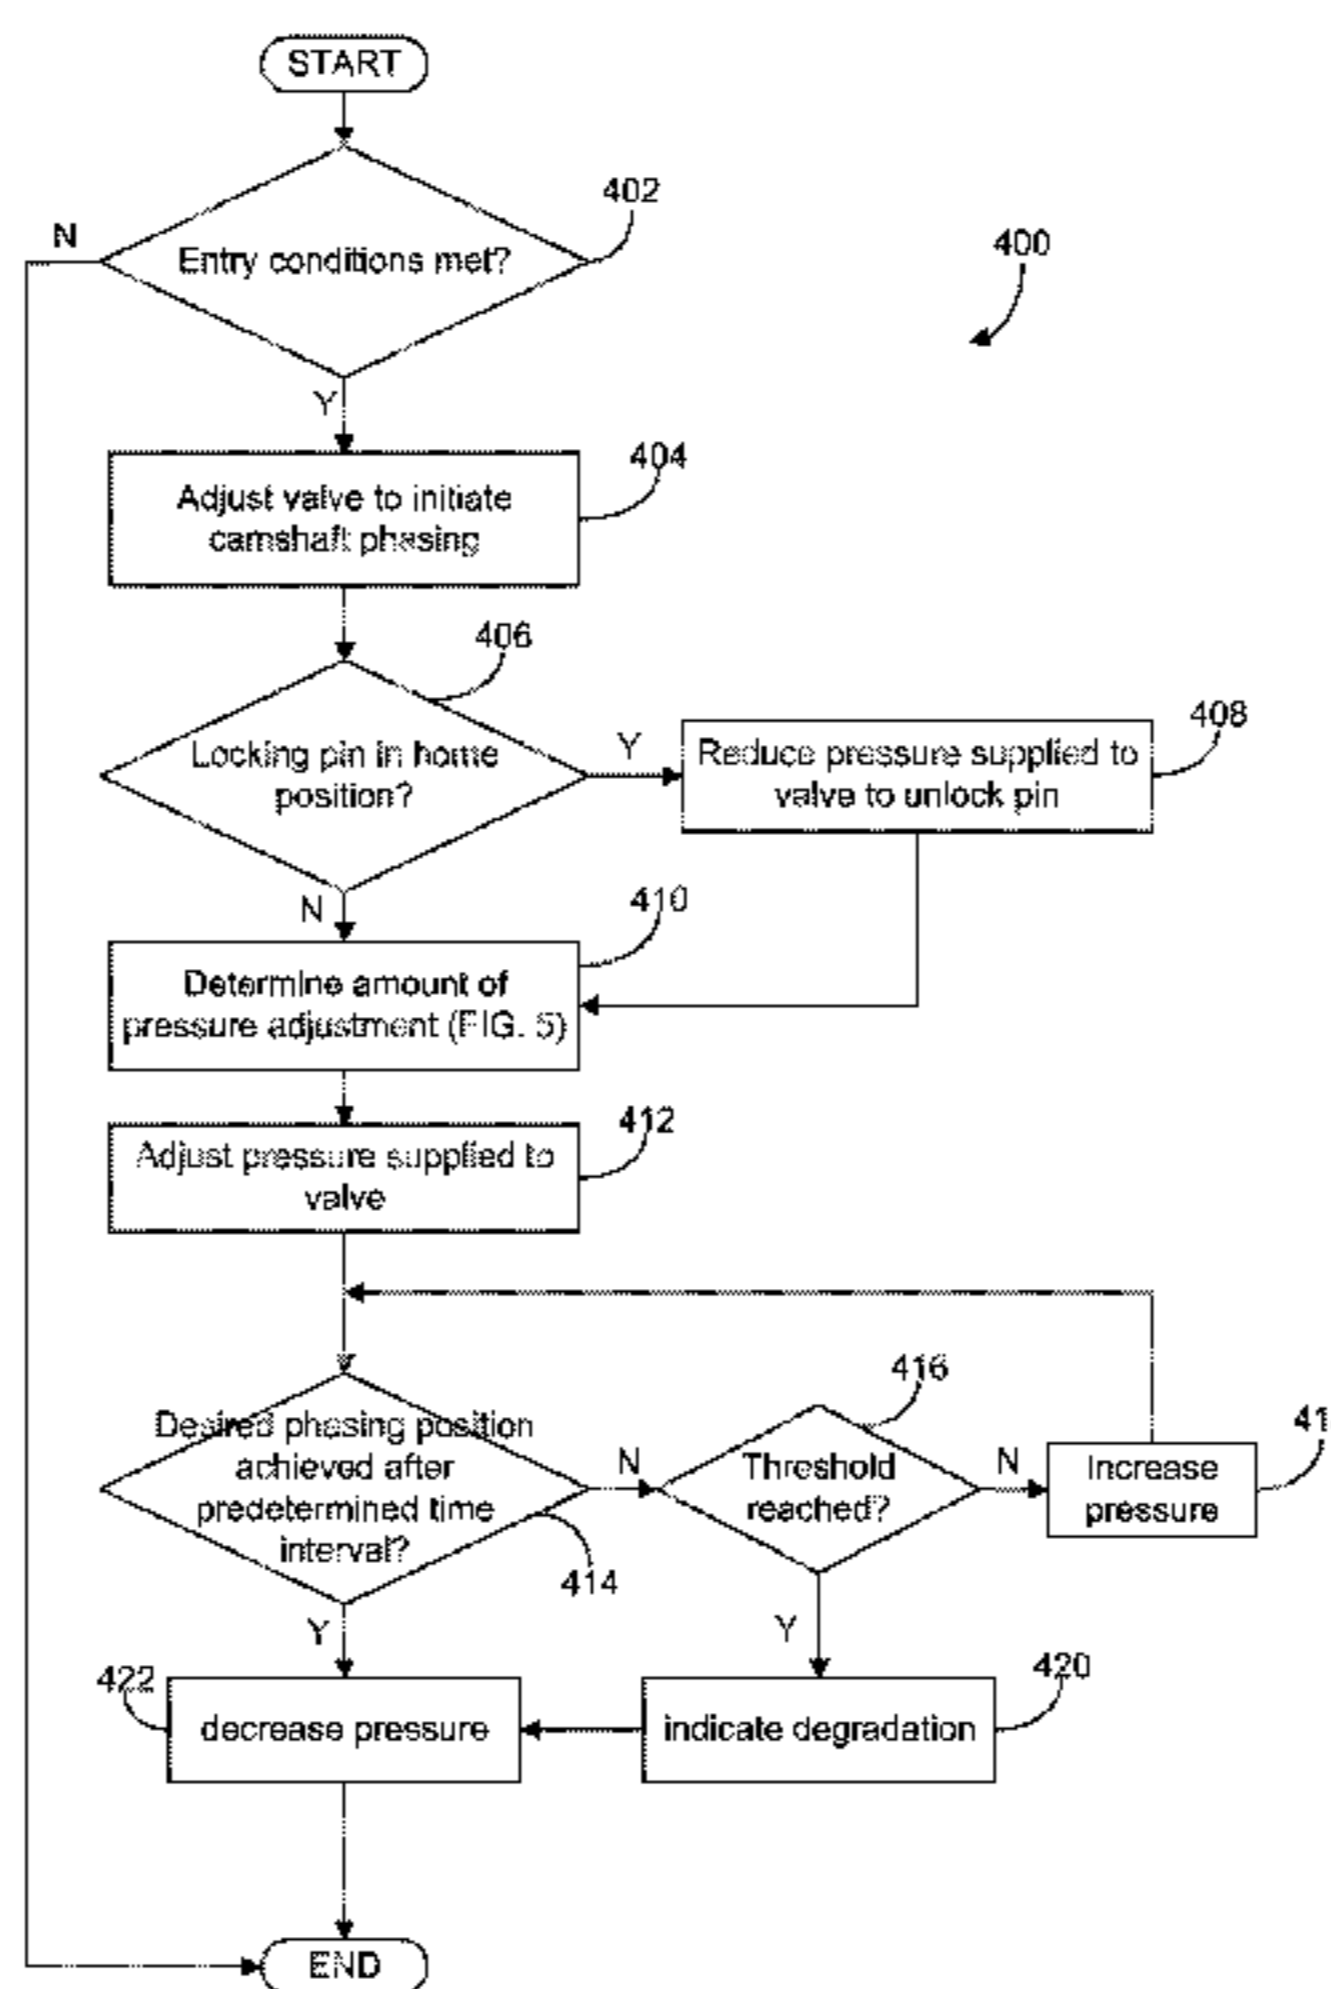 START
402
N
Entry conditions met?
400
Y
404
Adjust valve to initiate
camshaft phasing
406
Locking pin in home
position?
Y
408
Reduce pressure supplied to
valve to unlock pin
N
410
Determine amount of
pressure adjustment (FIG. 5)
412
Adjust pressure supplied to
valve
416
Desired phasing position
achieved after
predetermined time
interval?
414
N
Threshold
reached?
N
41
Increase
pressure
Y
Y
422
decrease pressure
420
indicate degradation
END